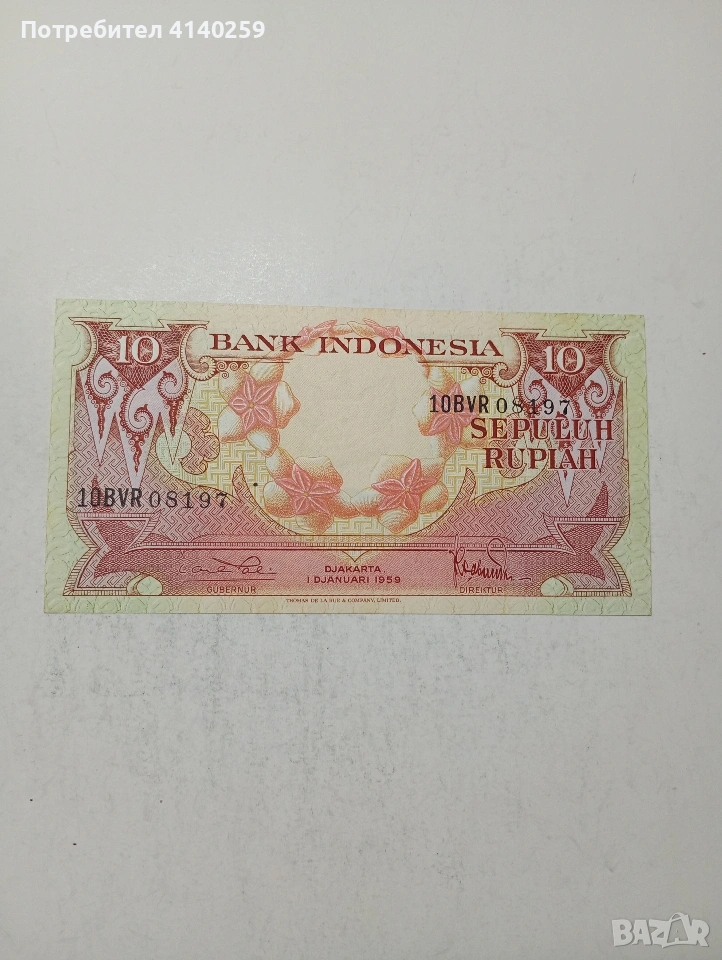 Потребител 4140259
10
BANK INDONESIA
10
10BVR 08197
SEPULUH
RUPIAH
10BVR 08197
DJAKARTA
1 DJANUARI 1959
GUBERNUR
DIREKTUR
THOMAS DE LA RUE & COMPANY, LIMITED.
BAZAR